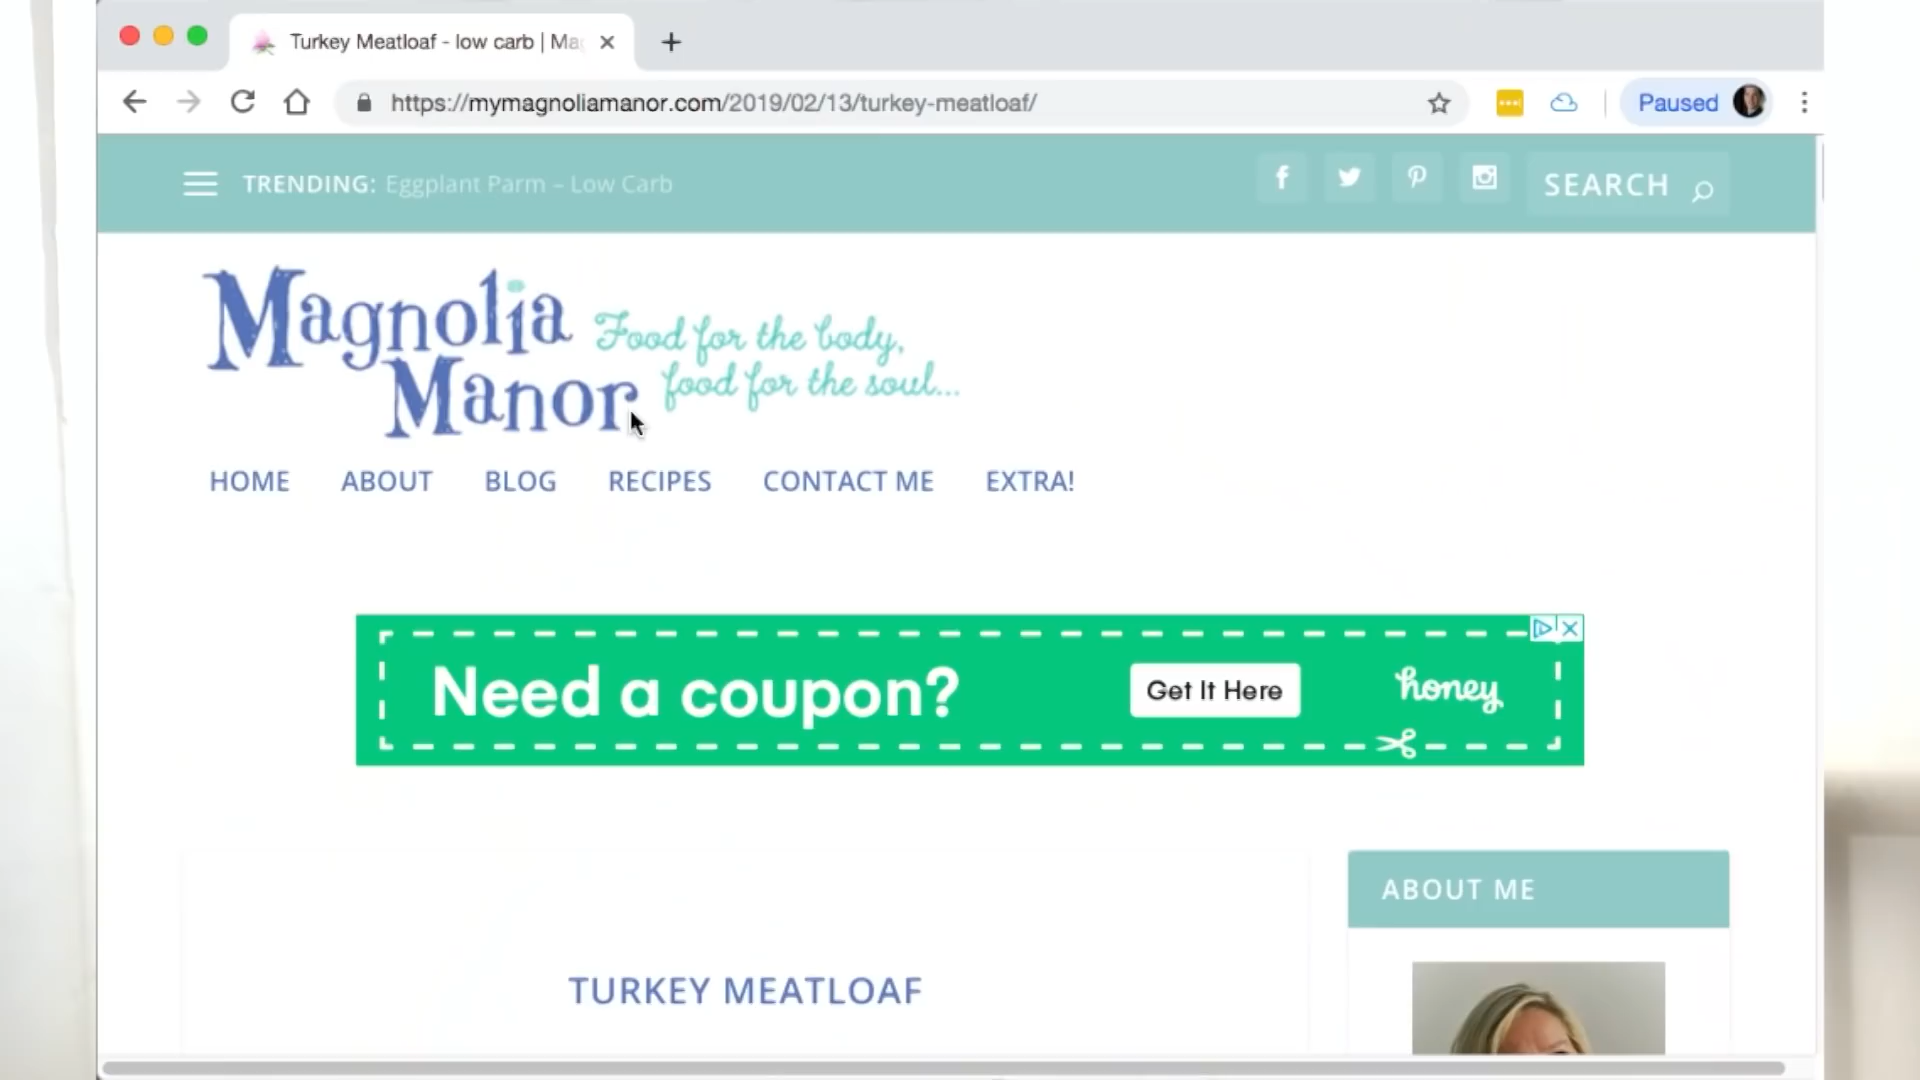 Turkey Meatloaf - low carb | Ma
https://mymagnoliamanor.com/2019/02/13/turkey-meatloaf/
Paused
TRENDING: Eggplant Parm – Low Carb
SEARCH
Magnolia
Manor
Food for the body,
food for the soul...
HOME ABOUT BLOG RECIPES CONTACT ME EXTRA!
Need a coupon?
Get It Here
honey
ABOUT ME
TURKEY MEATLOAF